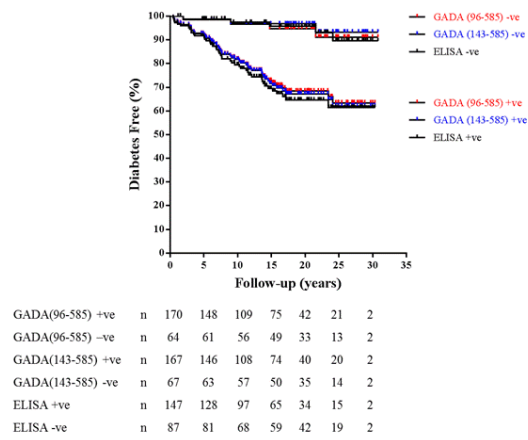 100
90
80
70
60
50
40
30
20
10
0
Diabetes Free (%)
0 5 10 15 20 25 30 35
Follow-up (years)
GADA (96-585) -ve
GADA (143-585) -ve
ELISA -ve
GADA (96-585) +ve
GADA (143-585) +ve
ELISA +ve
GADA(96-585) +ve n 170 148 109 75 42 21 2
GADA(96-585) –ve n 64 61 56 49 33 13 2
GADA(143-585) +ve n 167 146 108 74 40 20 2
GADA(143-585) -ve n 67 63 57 50 35 14 2
ELISA +ve n 147 128 97 65 34 15 2
ELISA -ve n 87 81 68 59 42 19 2